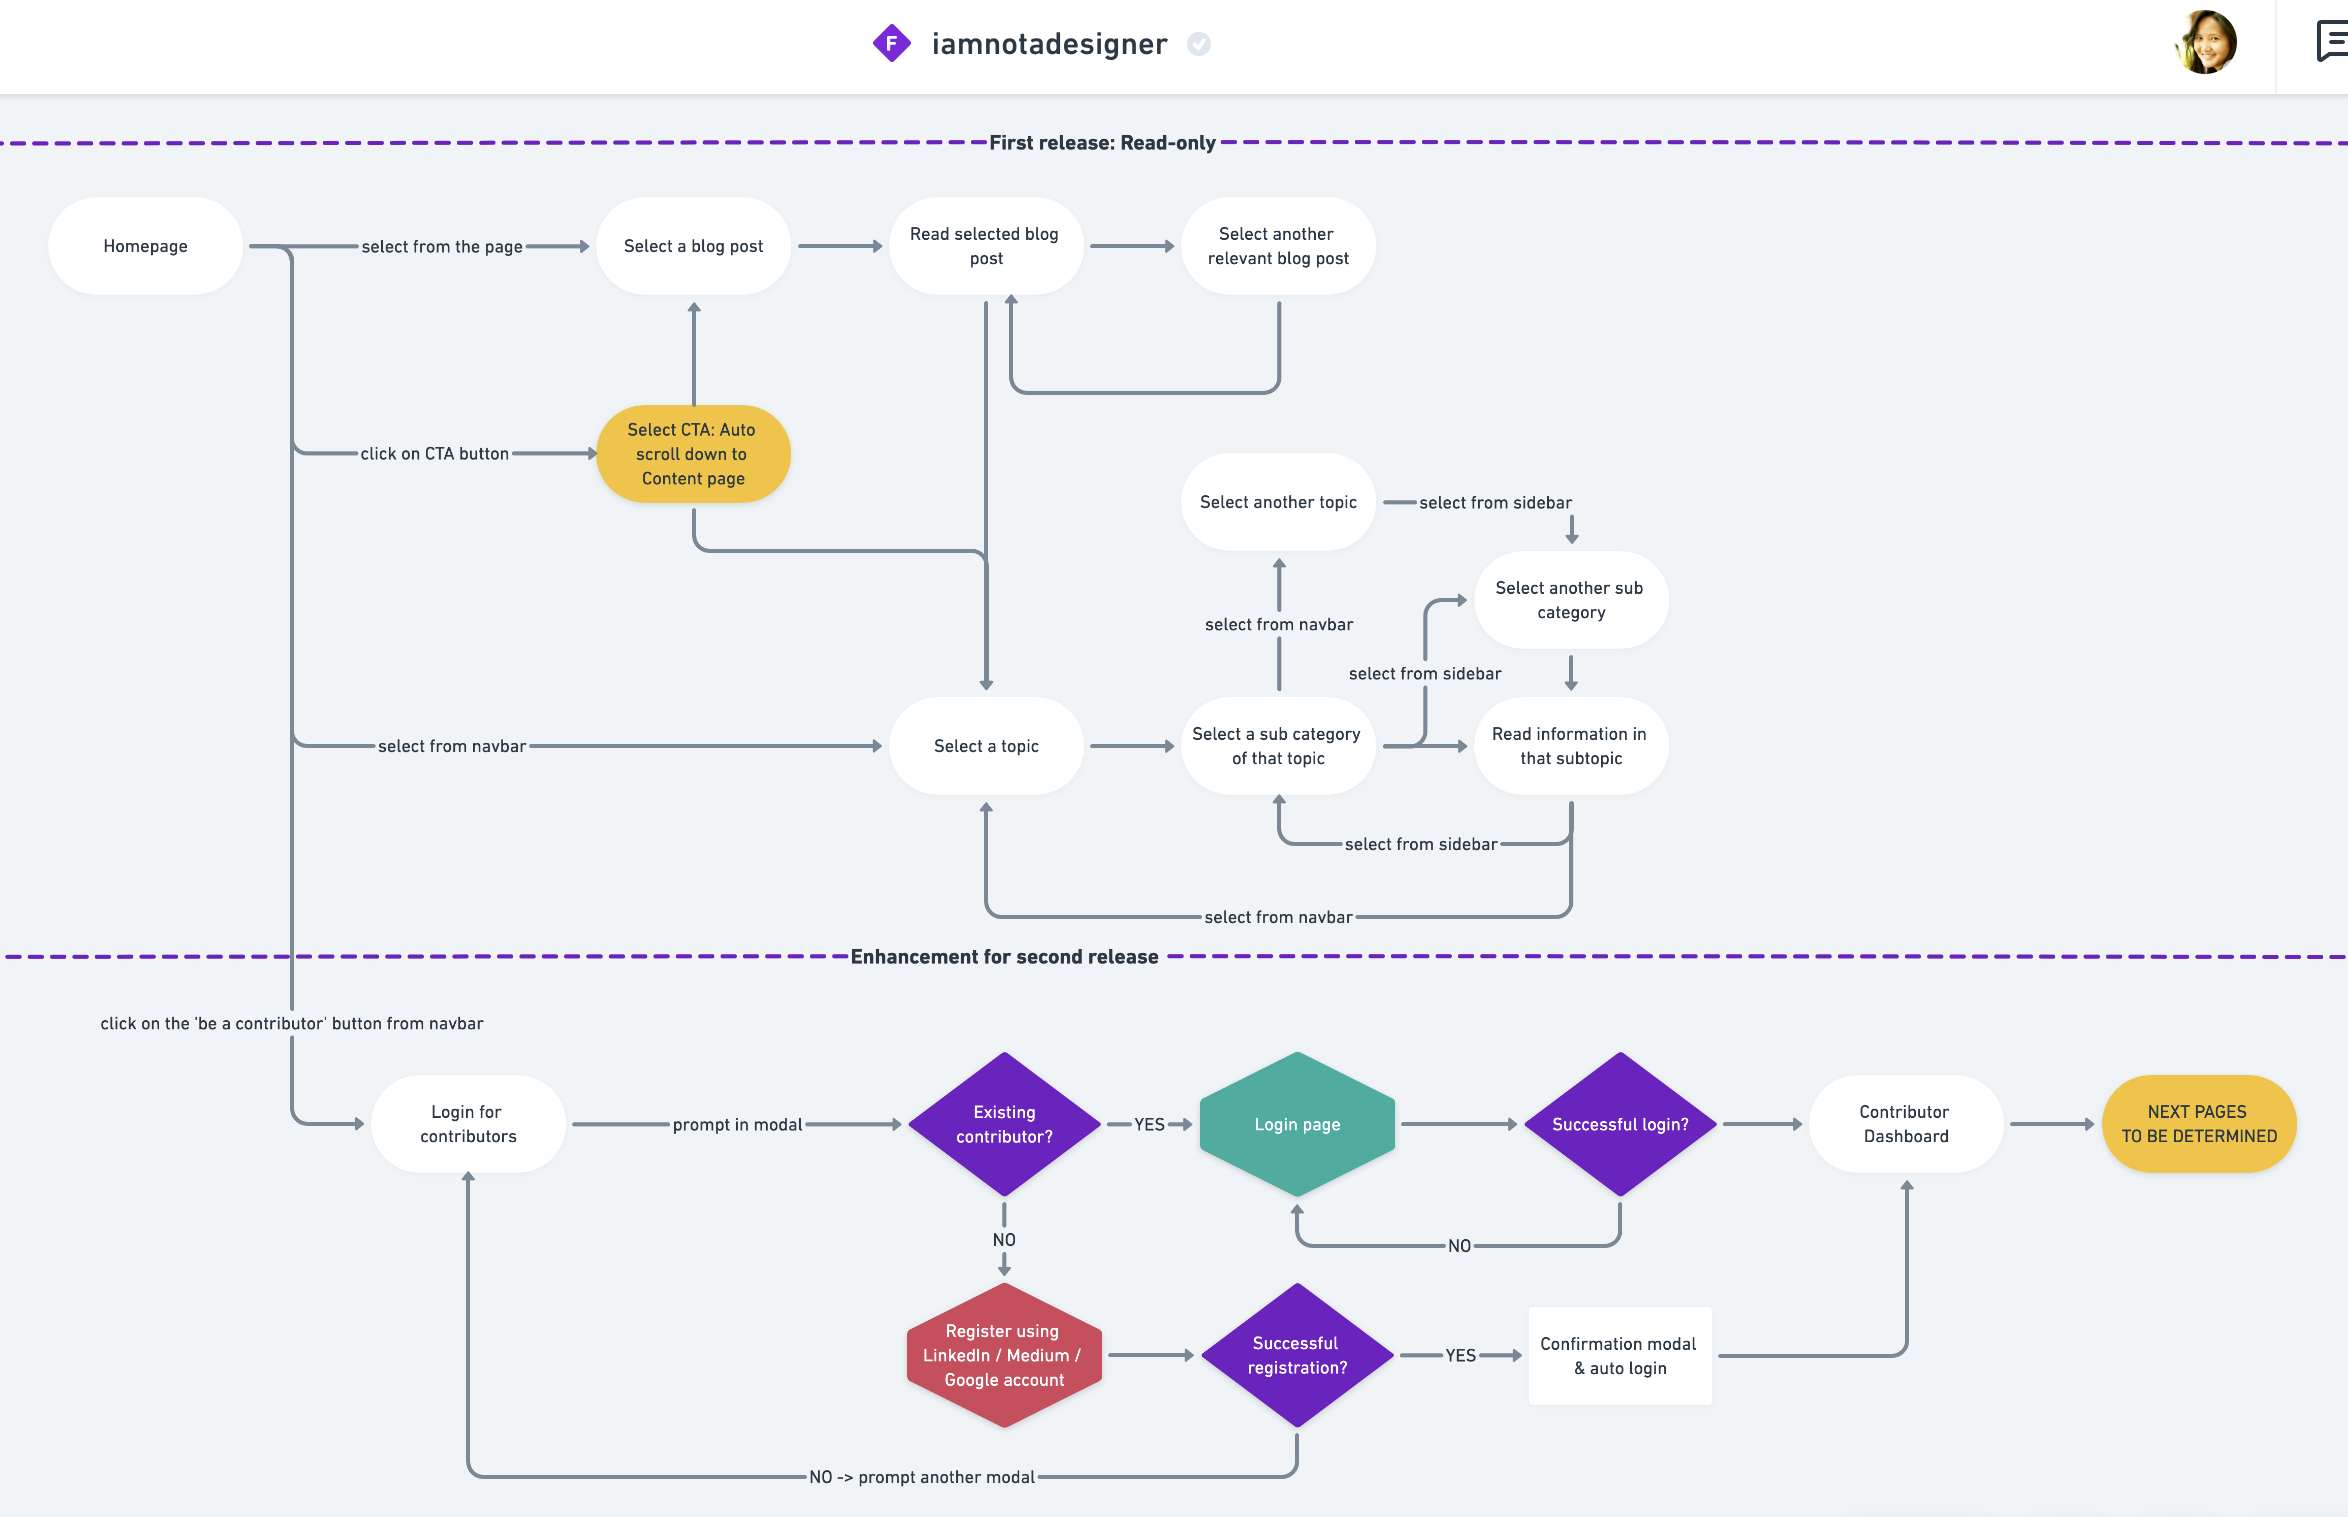 F
iamnotadesigner
First release: Read-only
Homepage
select from the page
Select a blog post
Read selected blog
post
Select another
relevant blog post
click on CTA button
Select CTA: Auto
scroll down to
Content page
Select another topic
select from sidebar
Select another sub
category
select from navbar
select from sidebar
select from navbar
Select a topic
Select a sub category
of that topic
Read information in
that subtopic
select from sidebar
select from navbar
Enhancement for second release
click on the 'be a contributor' button from navbar
Login for
contributors
prompt in modal
Existing
contributor?
YES
Login page
Successful login?
Contributor
Dashboard
NEXT PAGES
TO BE DETERMINED
NO
NO
Register using
LinkedIn / Medium /
Google account
Successful
registration?
YES
Confirmation modal
& auto login
NO -> prompt another modal